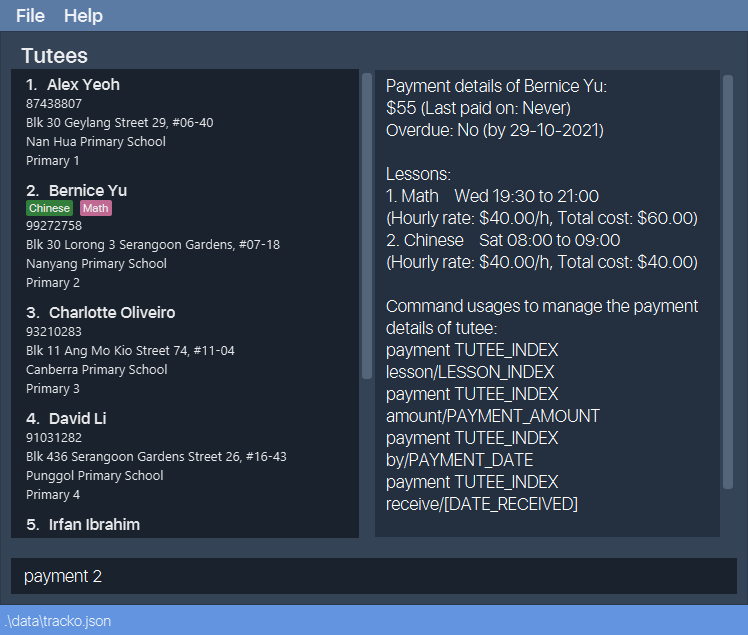 File Help
Tutees
1. Alex Yeoh
87438807
Blk 30 Geylang Street 29, #06-40
Nan Hua Primary School
Primary 1
2. Bernice Yu
Chinese Math
99272758
Blk 30 Lorong 3 Serangoon Gardens, #07-18
Nanyang Primary School
Primary 2
3. Charlotte Oliveiro
93210283
Blk 11 Ang Mo Kio Street 74, #11-04
Canberra Primary School
Primary 3
4. David Li
91031282
Blk 436 Serangoon Gardens Street 26, #16-43
Punggol Primary School
Primary 4
5. Irfan Ibrahim
Payment details of Bernice Yu:
$55 (Last paid on: Never)
Overdue: No (by 29-10-2021)
Lessons:
1. Math Wed 19:30 to 21:00
(Hourly rate: $40.00/h, Total cost: $60.00)
2. Chinese Sat 08:00 to 09:00
(Hourly rate: $40.00/h, Total cost: $40.00)
Command usages to manage the payment
details of tutee:
payment TUTEE_INDEX
lesson/LESSON_INDEX
payment TUTEE_INDEX
amount/PAYMENT_AMOUNT
payment TUTEE_INDEX
by/PAYMENT_DATE
payment TUTEE_INDEX
receive/[DATE_RECEIVED]
payment 2
.\data\tracko.json